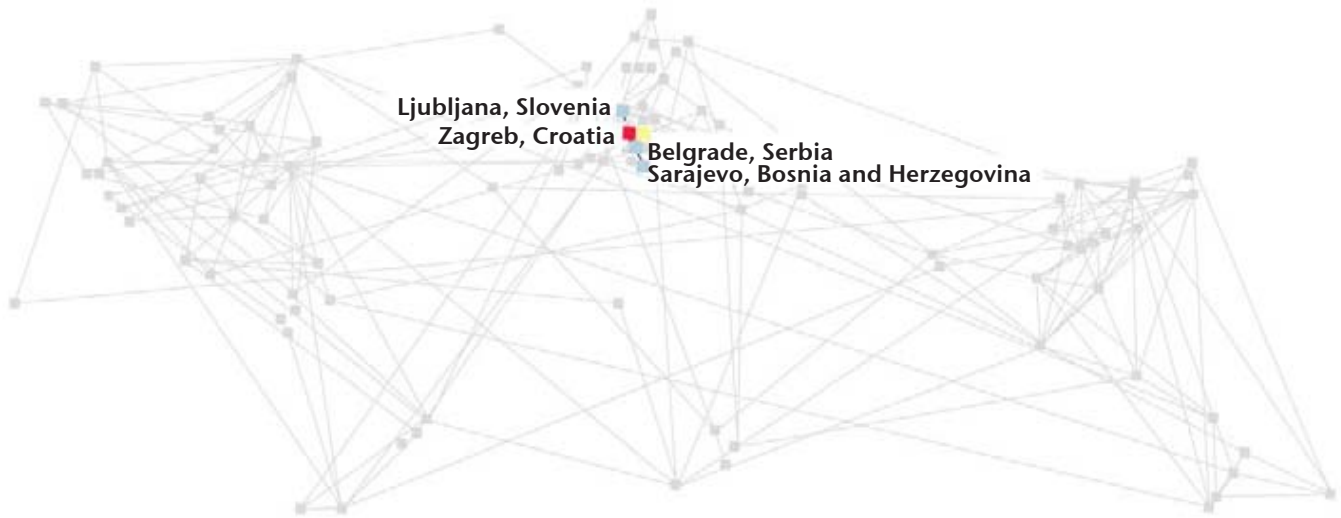 Ljubljana, Slovenia
Zagreb, Croatia
Belgrade, Serbia
Sarajevo, Bosnia and Herzegovina